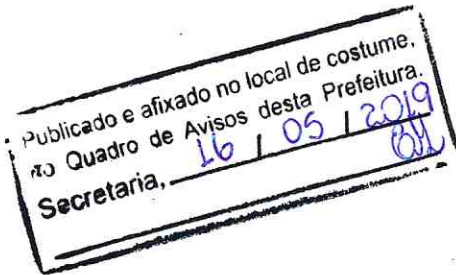 Publicado e afixado no local de costume,
no Quadro de Avisos desta Prefeitura.
Secretaria, 16 / 05 / 2019